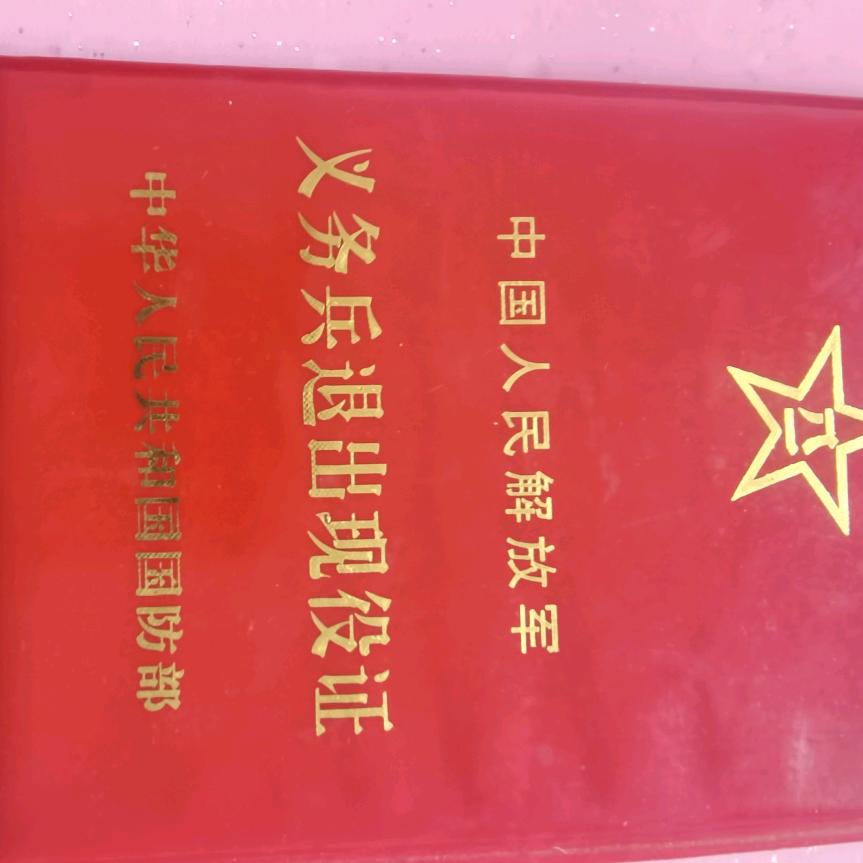 中国人民解放军
义务兵退出现役证
中华人民共和国国防部